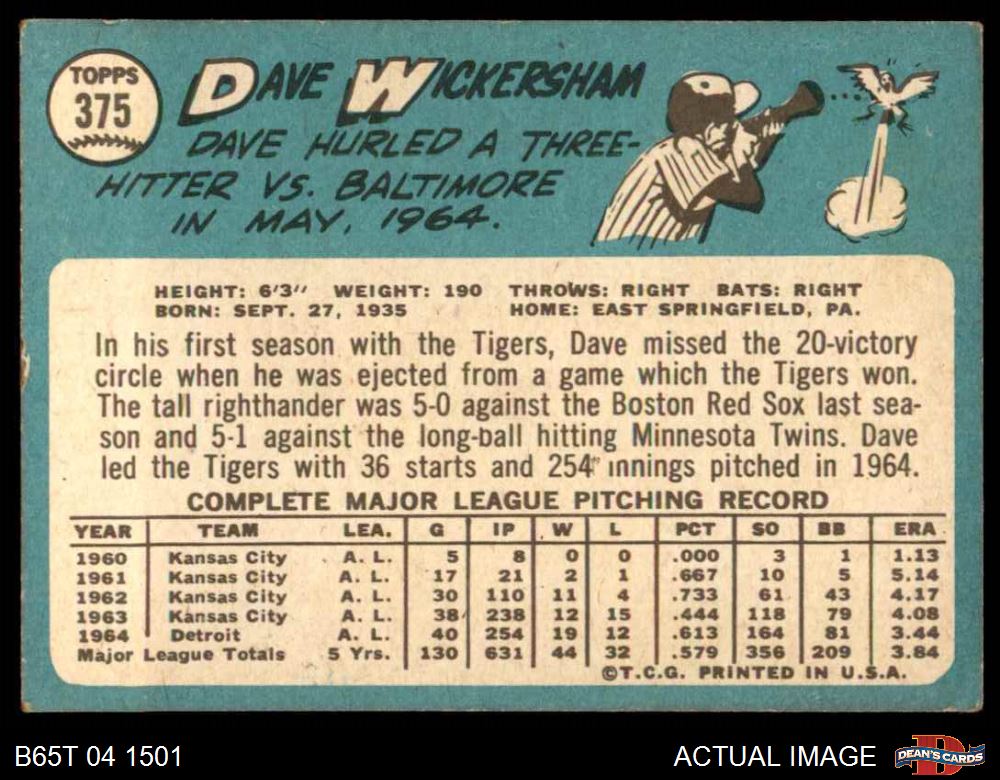 TOPPS
375
DAVE WICKERSHAM
DAVE HURLED A THREE-
HITTER VS. BALTIMORE
IN MAY, 1964.
HEIGHT: 6'3" WEIGHT: 190 THROWS: RIGHT BATS: RIGHT
BORN: SEPT. 27, 1935 HOME: EAST SPRINGFIELD, PA.
In his first season with the Tigers, Dave missed the 20-victory
circle when he was ejected from a game which the Tigers won.
The tall righthander was 5-0 against the Boston Red Sox last sea-
son and 5-1 against the long-ball hitting Minnesota Twins. Dave
led the Tigers with 36 starts and 254 innings pitched in 1964.
COMPLETE MAJOR LEAGUE PITCHING RECORD
YEAR TEAM LEA. G IP W L PCT SO BB ERA
1960 Kansas City A. L. 5 8 0 0 .000 3 1 1.13
1961 Kansas City A. L. 17 21 2 1 .667 10 5 5.14
1962 Kansas City A. L. 30 110 11 4 .733 61 43 4.17
1963 Kansas City A. L. 38 238 12 15 .444 118 79 4.08
1964 Detroit A. L. 40 254 19 12 .613 164 81 3.44
Major League Totals 5 Yrs. 130 631 44 32 .579 356 209 3.84
©T.C.G. PRINTED IN U.S.A.
B65T 04 1501 ACTUAL IMAGE DEAN'S CARDS